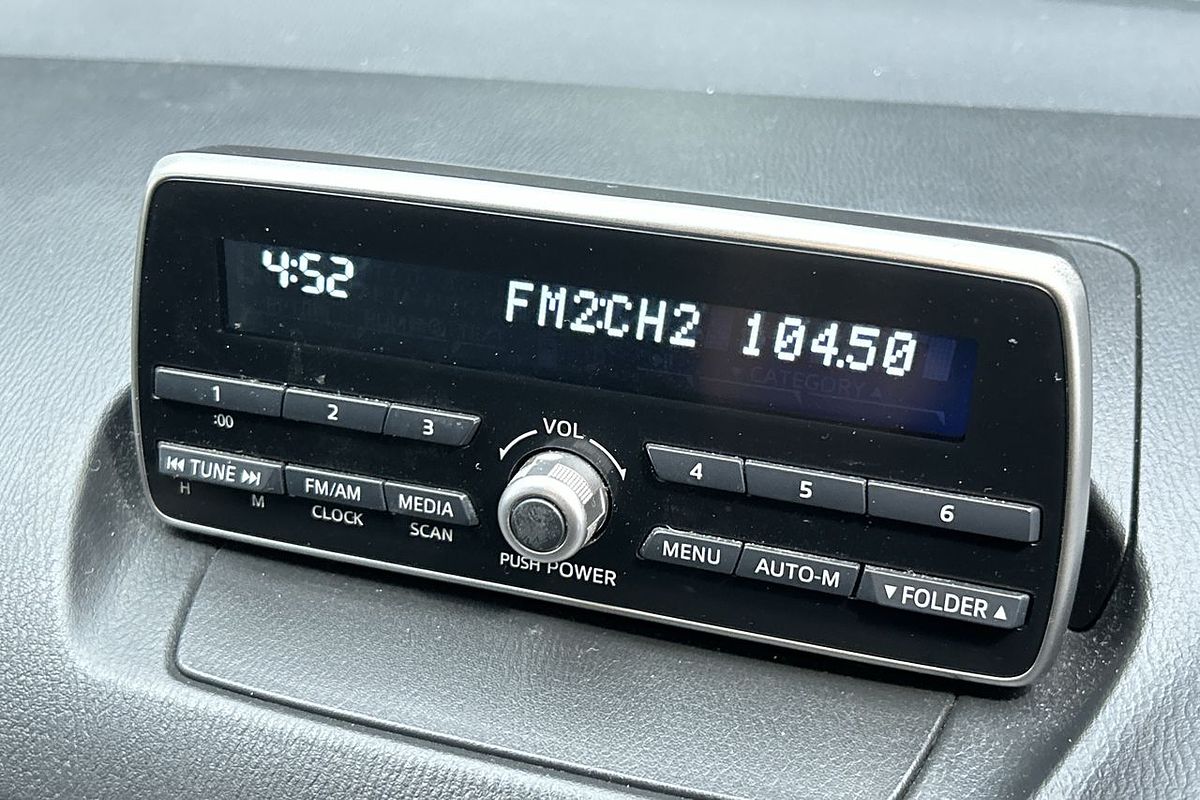 4:52
FM2CH2 104.50
CATEGORY
1 2 3
:00
VOL
4 5 6
TUNE FM/AM MEDIA
H M CLOCK SCAN
PUSH POWER
MENU AUTO-M ▼FOLDER▲